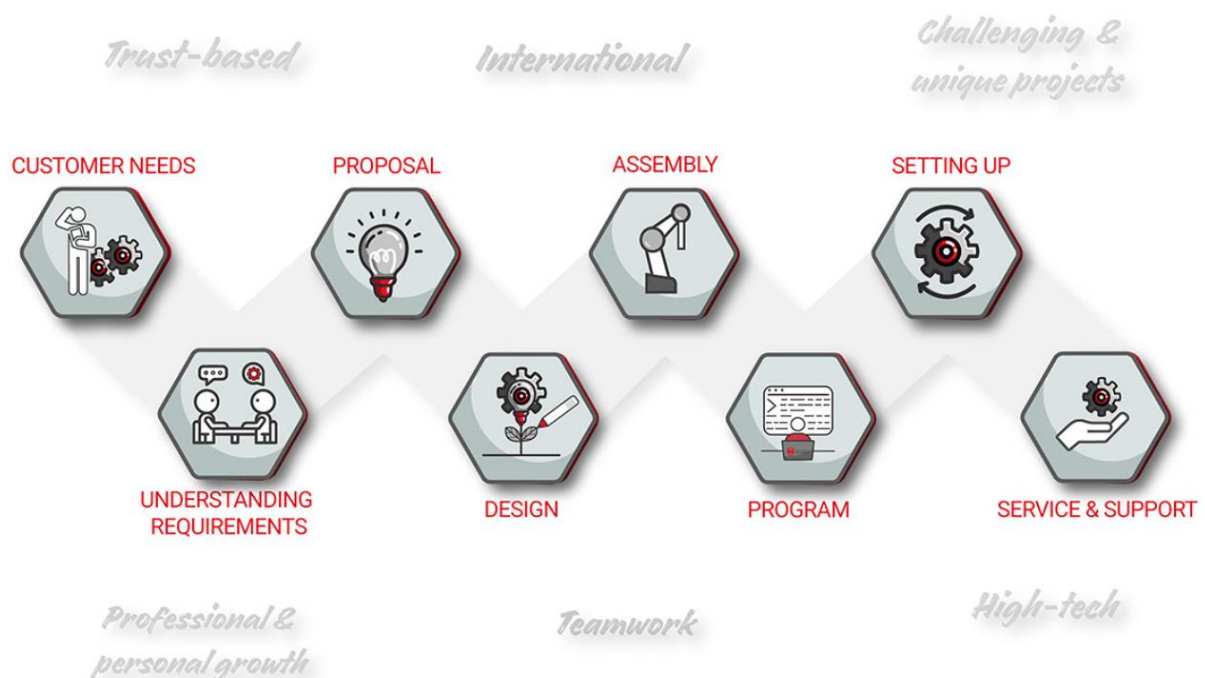 Trust-based
International
Challenging &
unique projects
CUSTOMER NEEDS
PROPOSAL
ASSEMBLY
SETTING UP
UNDERSTANDING
REQUIREMENTS
DESIGN
PROGRAM
SERVICE & SUPPORT
Professional &
personal growth
Teamwork
High-tech